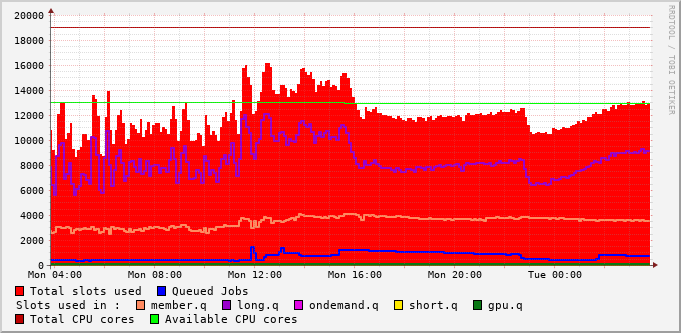 20000
18000
16000
14000
12000
10000
8000
6000
4000
2000
0
Mon 04:00 Mon 08:00 Mon 12:00 Mon 16:00 Mon 20:00 Tue 00:00
RRDTOOL / TOBI OETIKER
Total slots used Queued Jobs
Slots used in : member.q long.q ondemand.q short.q gpu.q
Total CPU cores Available CPU cores